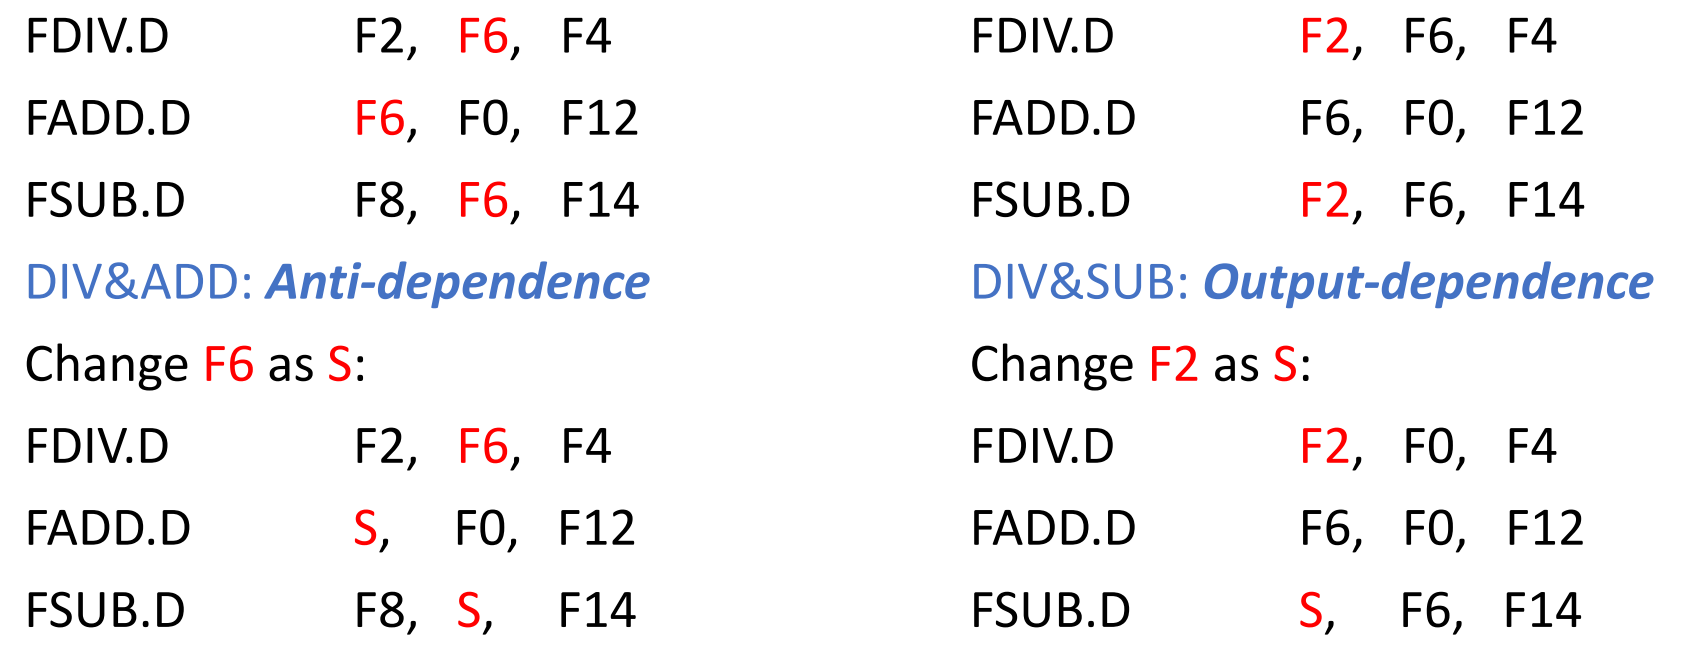 FDIV.D F2, F6, F4
FADD.D F6, F0, F12
FSUB.D F8, F6, F14
DIV&ADD: Anti-dependence
Change F6 as S:
FDIV.D F2, F6, F4
FADD.D S, F0, F12
FSUB.D F8, S, F14
FDIV.D F2, F6, F4
FADD.D F6, F0, F12
FSUB.D F2, F6, F14
DIV&SUB: Output-dependence
Change F2 as S:
FDIV.D F2, F0, F4
FADD.D F6, F0, F12
FSUB.D S, F6, F14